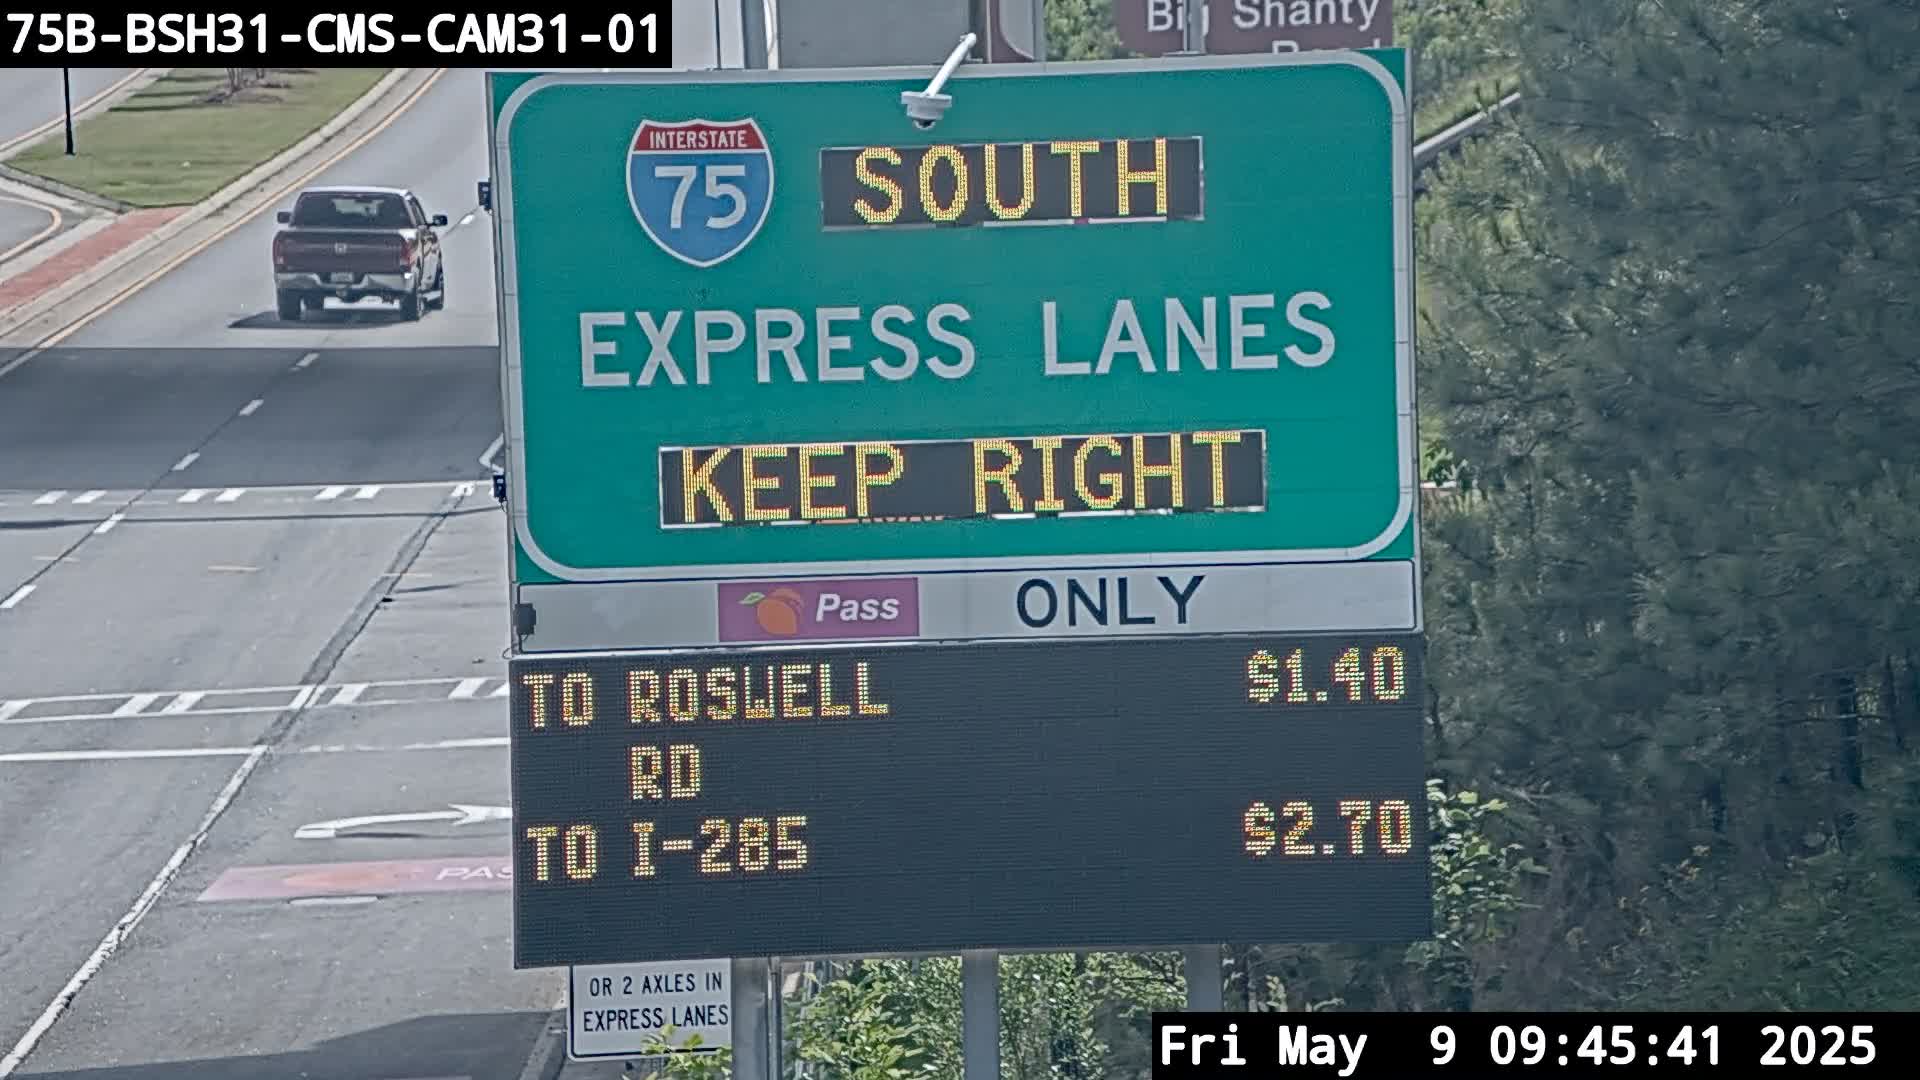 75B-BSH31-CMS-CAM31-01
Big Shanty
Road
INTERSTATE
75
SOUTH
EXPRESS LANES
KEEP RIGHT
Pass
ONLY
TO ROSWELL $1.40
RD
TO I-285 $2.70
OR 2 AXLES IN
EXPRESS LANES
Fri May 9 09:45:41 2025